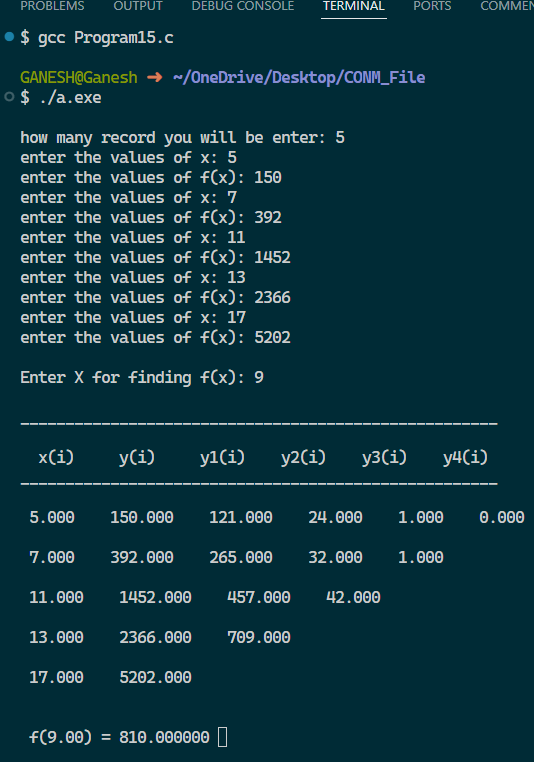 PROBLEMS OUTPUT DEBUG CONSOLE TERMINAL PORTS COMMEN
$ gcc Program15.c
GANESH@Ganesh → ~/OneDrive/Desktop/CONM_File
$ ./a.exe
how many record you will be enter: 5
enter the values of x: 5
enter the values of f(x): 150
enter the values of x: 7
enter the values of f(x): 392
enter the values of x: 11
enter the values of f(x): 1452
enter the values of x: 13
enter the values of f(x): 2366
enter the values of x: 17
enter the values of f(x): 5202
Enter X for finding f(x): 9
-----------------------------------------------------
x(i) y(i) y1(i) y2(i) y3(i) y4(i)
-----------------------------------------------------
5.000 150.000 121.000 24.000 1.000 0.000
7.000 392.000 265.000 32.000 1.000
11.000 1452.000 457.000 42.000
13.000 2366.000 709.000
17.000 5202.000
f(9.00) = 810.000000